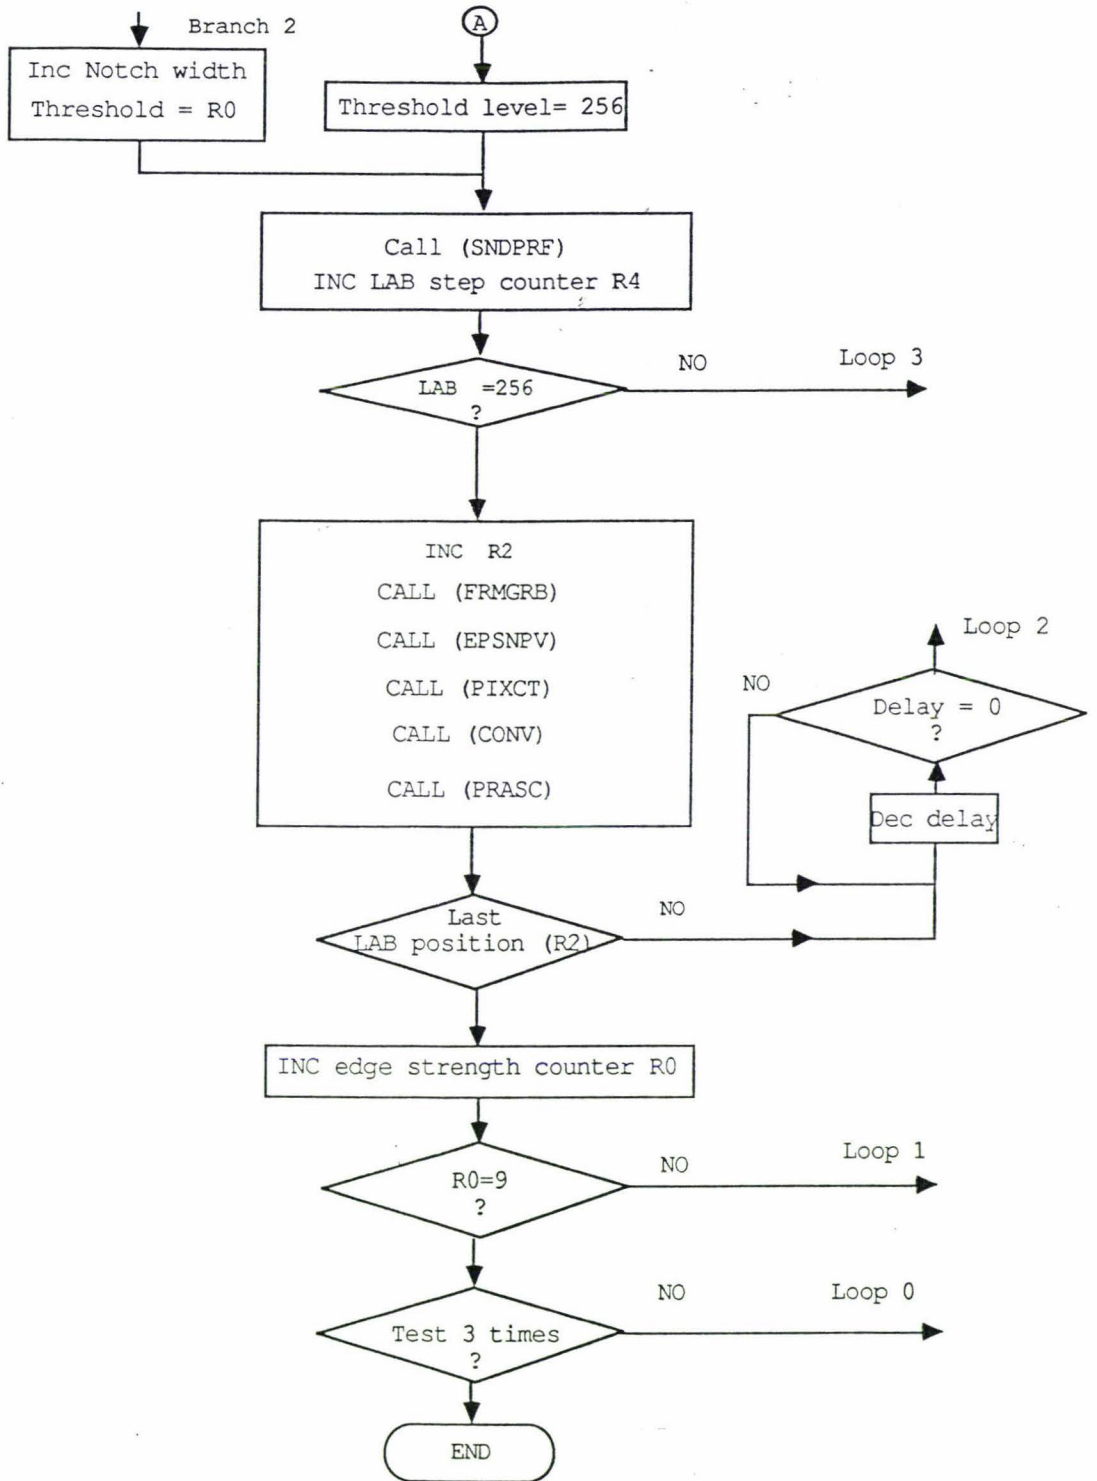 Branch 2
A
Inc Notch width
Threshold = R0
Threshold level= 256
Call (SNDPRF)
INC LAB step counter R4
NO
Loop 3
LAB =256
?
INC R2
CALL (FRMGRB)
CALL (EPSNPV)
CALL (PIXCT)
CALL (CONV)
CALL (PRASC)
Loop 2
NO
Delay = 0
?
Dec delay
Last
LAB position (R2)
NO
INC edge strength counter R0
R0=9
?
NO
Loop 1
Test 3 times
?
NO
Loop 0
END